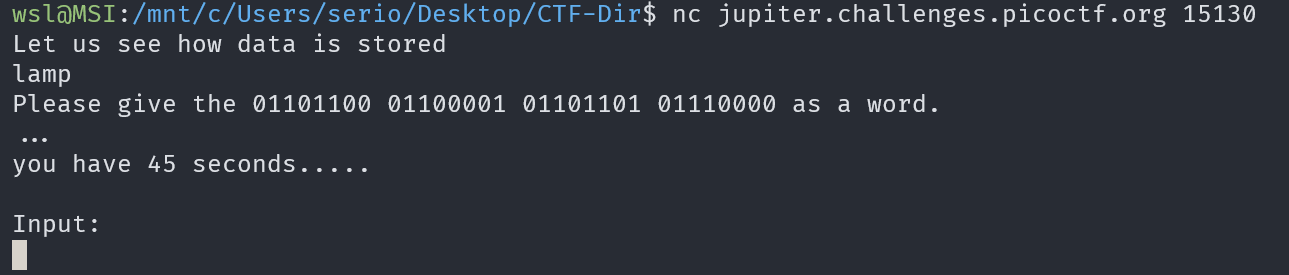 wsl@MSI:/mnt/c/Users/serio/Desktop/CTF-Dir$ nc jupiter.challenges.picoctf.org 15130
Let us see how data is stored
lamp
Please give the 01101100 01100001 01101101 01110000 as a word.
...
you have 45 seconds.....
Input: